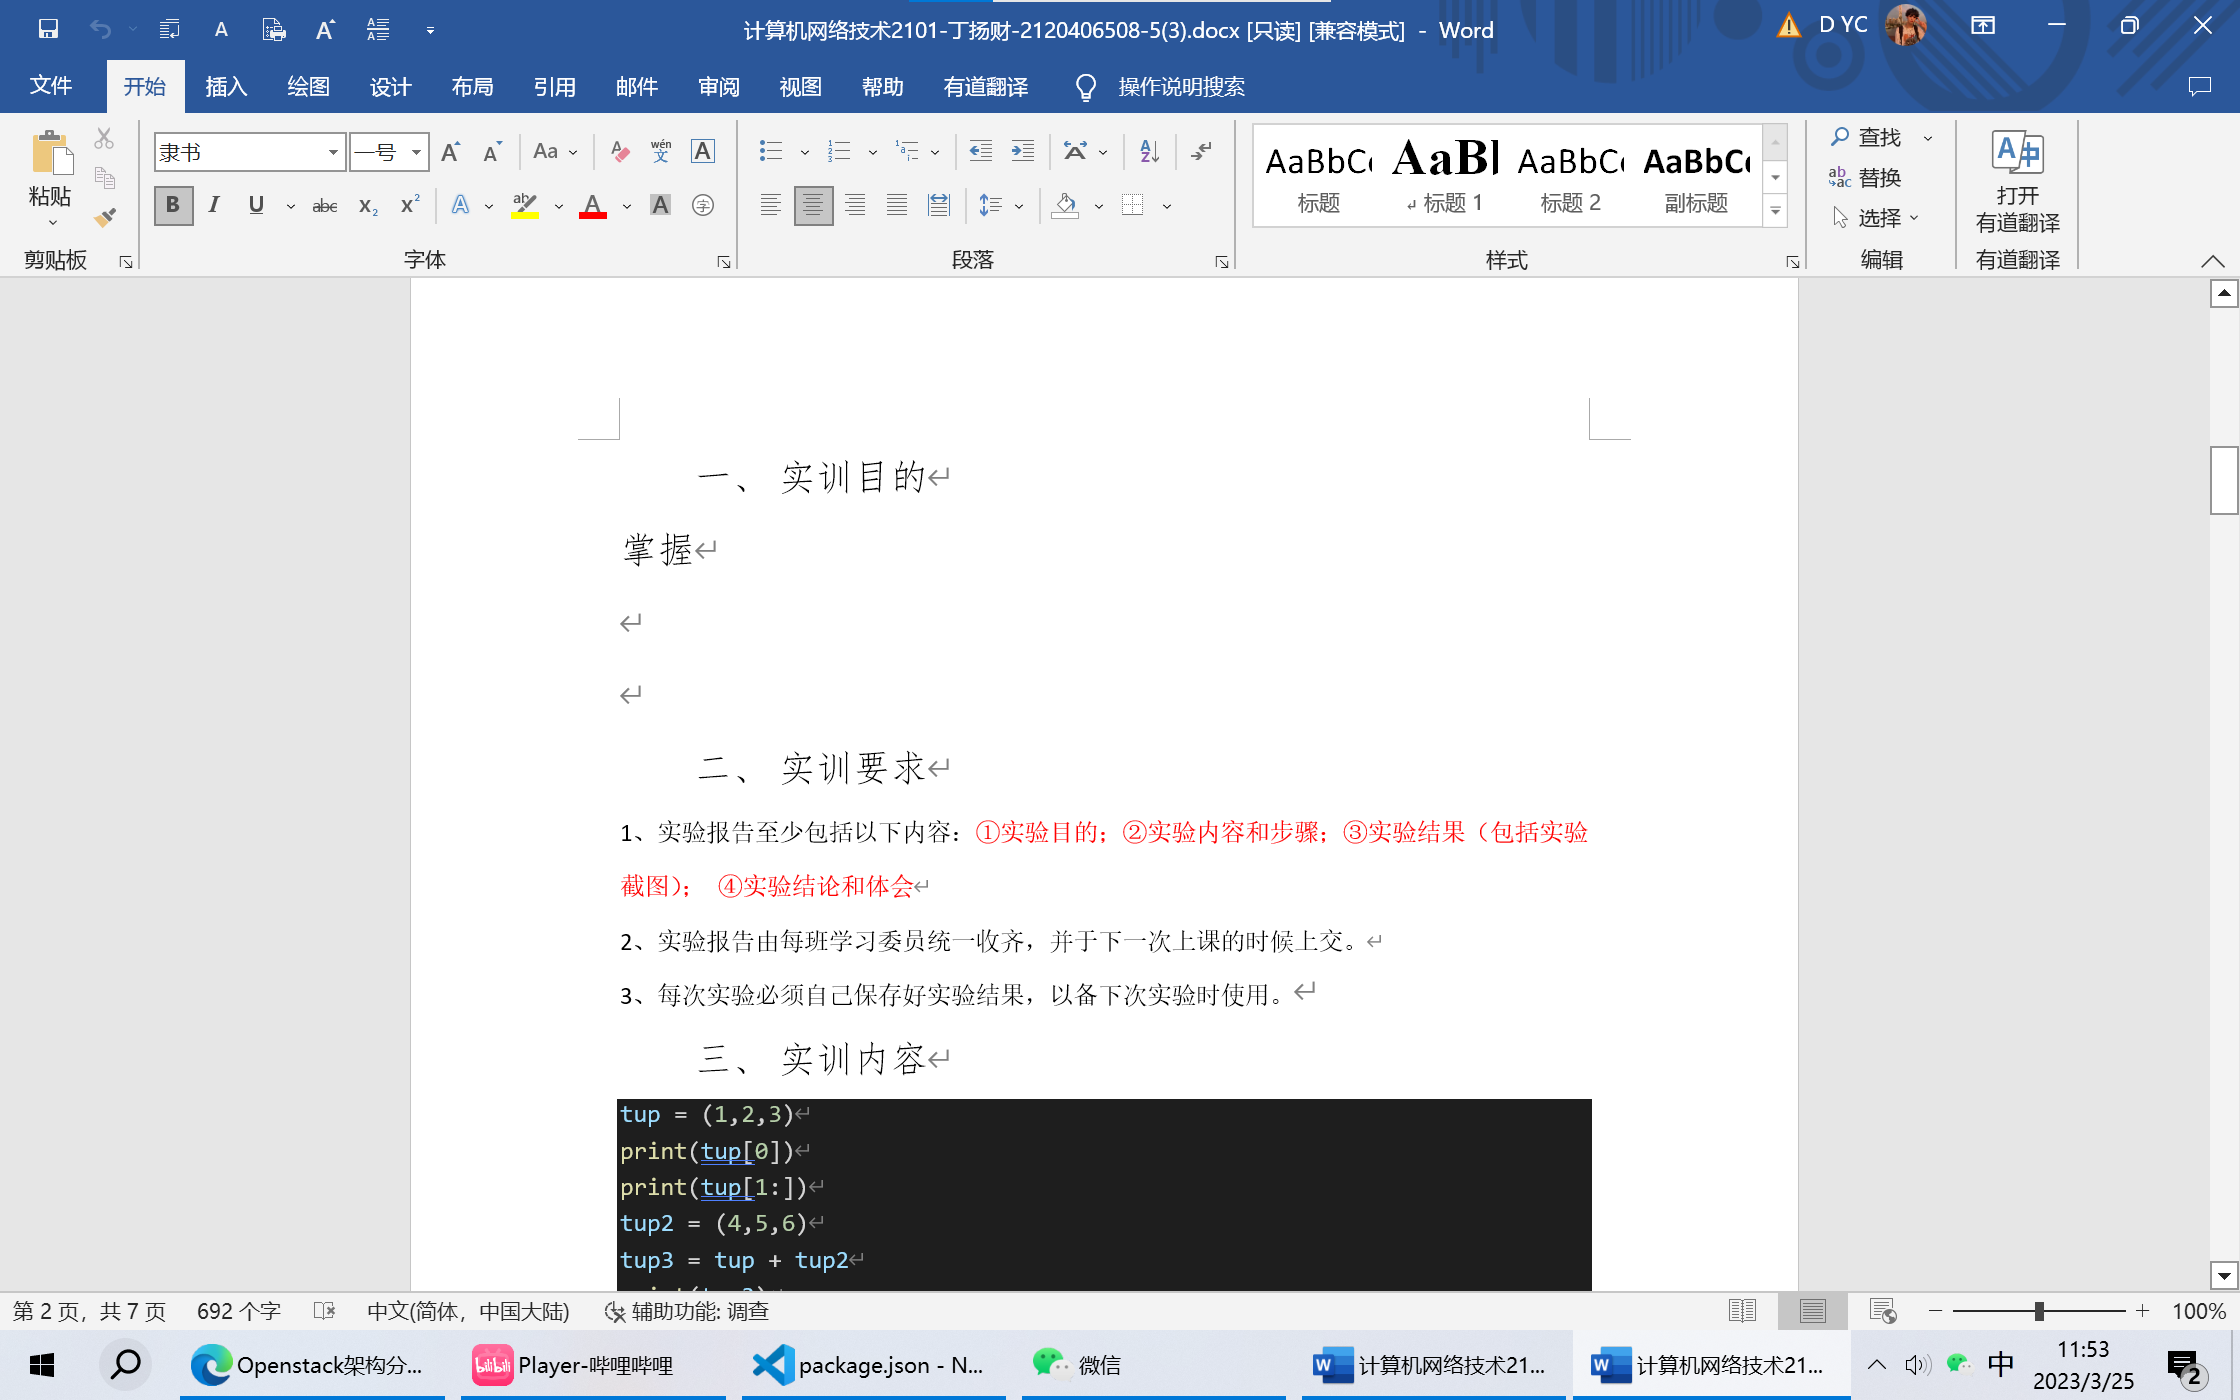 计算机网络技术2101-丁扬财-2120406508-5(3).docx [只读] [兼容模式] - Word
D YC
文件 开始 插入 绘图 设计 布局 引用 邮件 审阅 视图 帮助 有道翻译 操作说明搜索
粘贴
剪贴板
隶书 一号
B I U abc x₂ x²
字体
段落
AaBbCc AaBl AaBbCc AaBbCc
标题 标题 1 标题 2 副标题
样式
查找
替换
选择
编辑
打开
有道翻译
有道翻译
一、 实训目的
掌握
二、 实训要求
1、实验报告至少包括以下内容：①实验目的；②实验内容和步骤；③实验结果（包括实验
截图）； ④实验结论和体会
2、实验报告由每班学习委员统一收齐，并于下一次上课的时候上交。
3、每次实验必须自己保存好实验结果，以备下次实验时使用。
三、 实训内容
tup = (1,2,3)
print(tup[0])
print(tup[1:])
tup2 = (4,5,6)
tup3 = tup + tup2
第 2 页，共 7 页 692 个字 中文(简体，中国大陆) 辅助功能: 调查 100%
Openstack架构分... Player-哔哩哔哩 package.json - N... 微信 计算机网络技术21... 计算机网络技术21... 中 11:53
2023/3/25 2